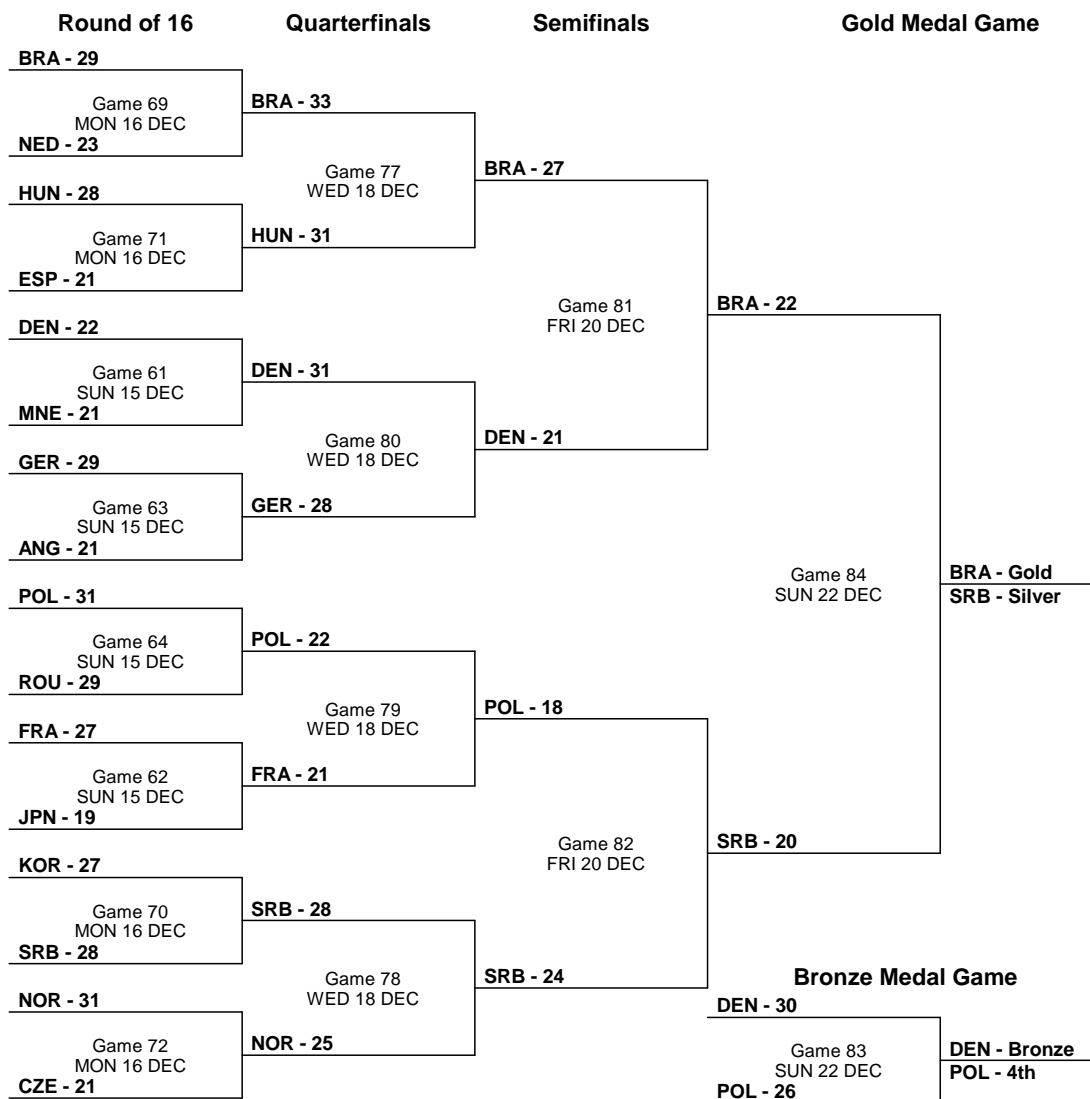 Round of 16
Quarterfinals
Semifinals
Gold Medal Game
BRA - 29
Game 69
MON 16 DEC
NED - 23
HUN - 28
Game 71
MON 16 DEC
ESP - 21
DEN - 22
Game 61
SUN 15 DEC
MNE - 21
GER - 29
Game 63
SUN 15 DEC
ANG - 21
POL - 31
Game 64
SUN 15 DEC
ROU - 29
FRA - 27
Game 62
SUN 15 DEC
JPN - 19
KOR - 27
Game 70
MON 16 DEC
SRB - 28
NOR - 31
Game 72
MON 16 DEC
CZE - 21
BRA - 33
Game 77
WED 18 DEC
HUN - 31
DEN - 31
Game 80
WED 18 DEC
GER - 28
POL - 22
Game 79
WED 18 DEC
FRA - 21
SRB - 28
Game 78
WED 18 DEC
NOR - 25
BRA - 27
Game 81
FRI 20 DEC
DEN - 21
POL - 18
Game 82
FRI 20 DEC
SRB - 24
BRA - 22
Game 84
SUN 22 DEC
SRB - 20
BRA - Gold
SRB - Silver
Bronze Medal Game
DEN - 30
Game 83
SUN 22 DEC
POL - 26
DEN - Bronze
POL - 4th